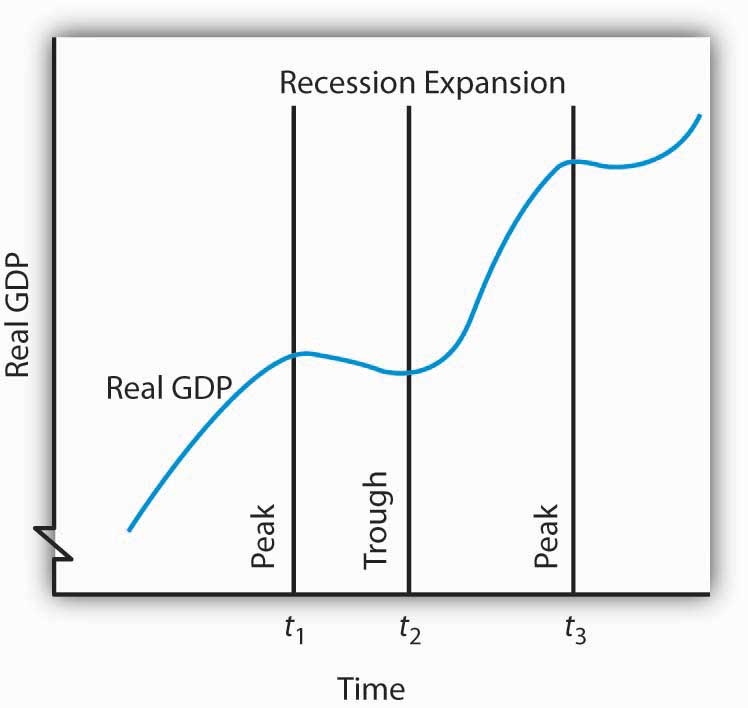 Recession Expansion
Real GDP
Real GDP
Peak
Trough
Peak
t1
t2
t3
Time